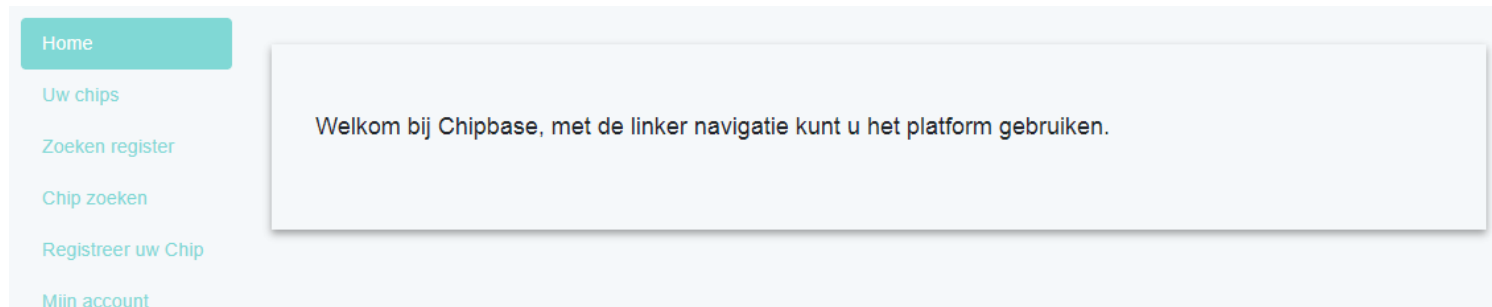 Home
Uw chips
Welkom bij Chipbase, met de linker navigatie kunt u het platform gebruiken.
Zoeken register
Chip zoeken
Registreer uw Chip
Mijn account